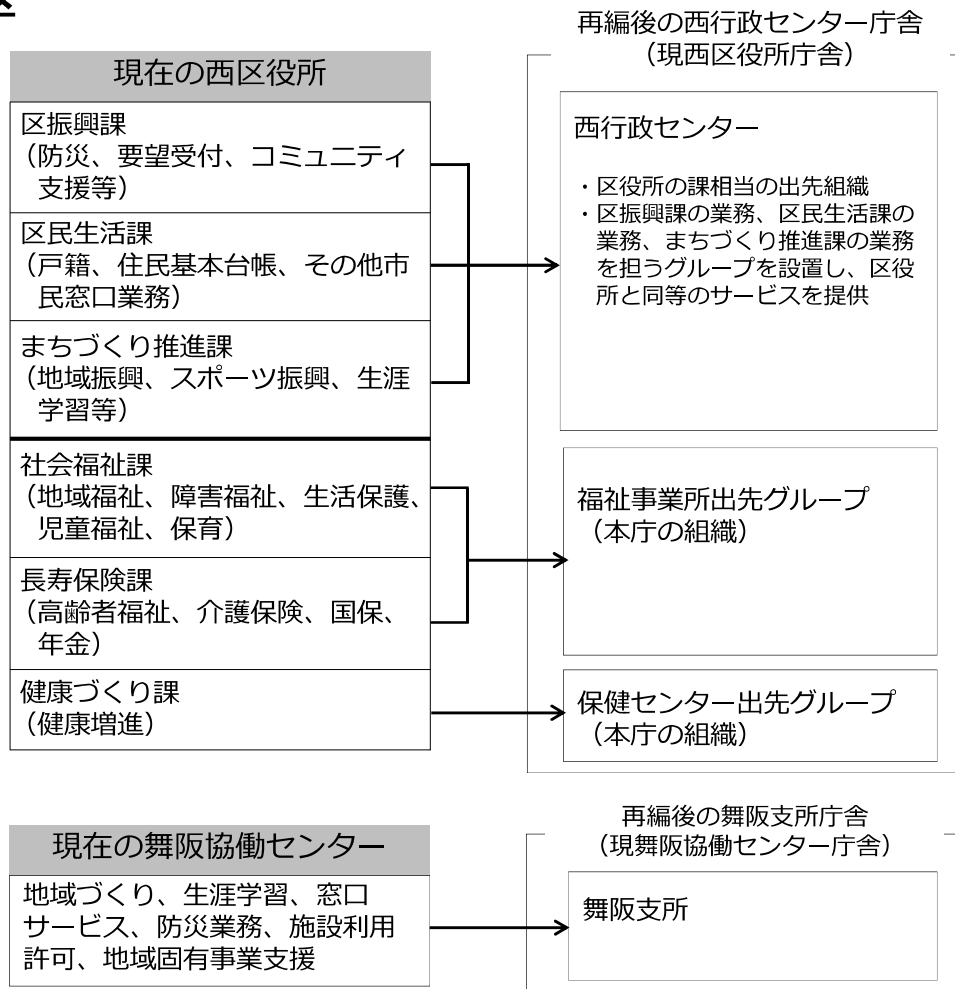 現在の西区役所
区振興課
（防災、要望受付、コミュニティ
支援等）
区民生活課
（戸籍、住民基本台帳、その他市
民窓口業務）
まちづくり推進課
（地域振興、スポーツ振興、生涯
学習等）
社会福祉課
（地域福祉、障害福祉、生活保護、
児童福祉、保育）
長寿保険課
（高齢者福祉、介護保険、国保、
年金）
健康づくり課
（健康増進）
再編後の西行政センター庁舎
（現西区役所庁舎）
西行政センター
・区役所の課相当の出先組織
・区振興課の業務、区民生活課の
業務、まちづくり推進課の業務
を担うグループを設置し、区役
所と同等のサービスを提供
福祉事業所出先グループ
（本庁の組織）
保健センター出先グループ
（本庁の組織）
現在の舞阪協働センター
地域づくり、生涯学習、窓口
サービス、防災業務、施設利用
許可、地域固有事業支援
再編後の舞阪支所庁舎
（現舞阪協働センター庁舎）
舞阪支所